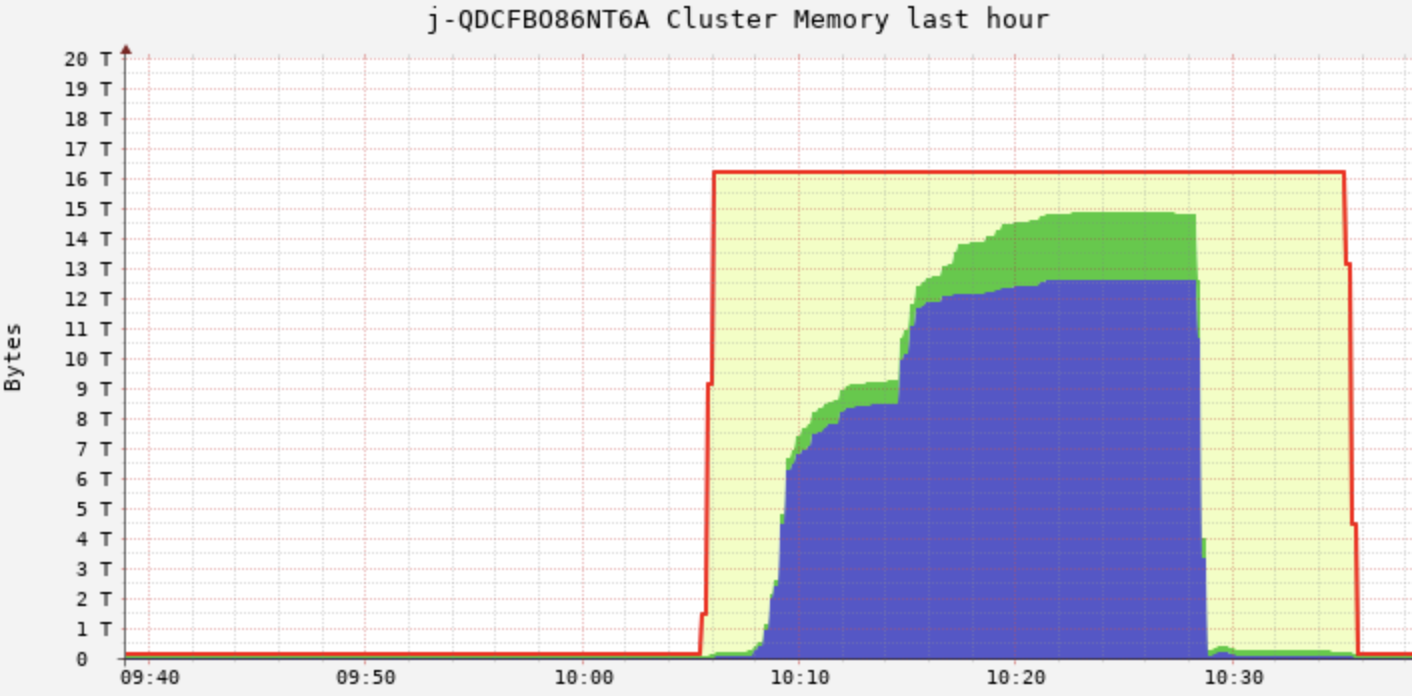 j-QDCFBO86NT6A Cluster Memory last hour
20 T
19 T
18 T
17 T
16 T
15 T
14 T
13 T
12 T
11 T
10 T
9 T
8 T
7 T
6 T
5 T
4 T
3 T
2 T
1 T
0
Bytes
09:40 09:50 10:00 10:10 10:20 10:30